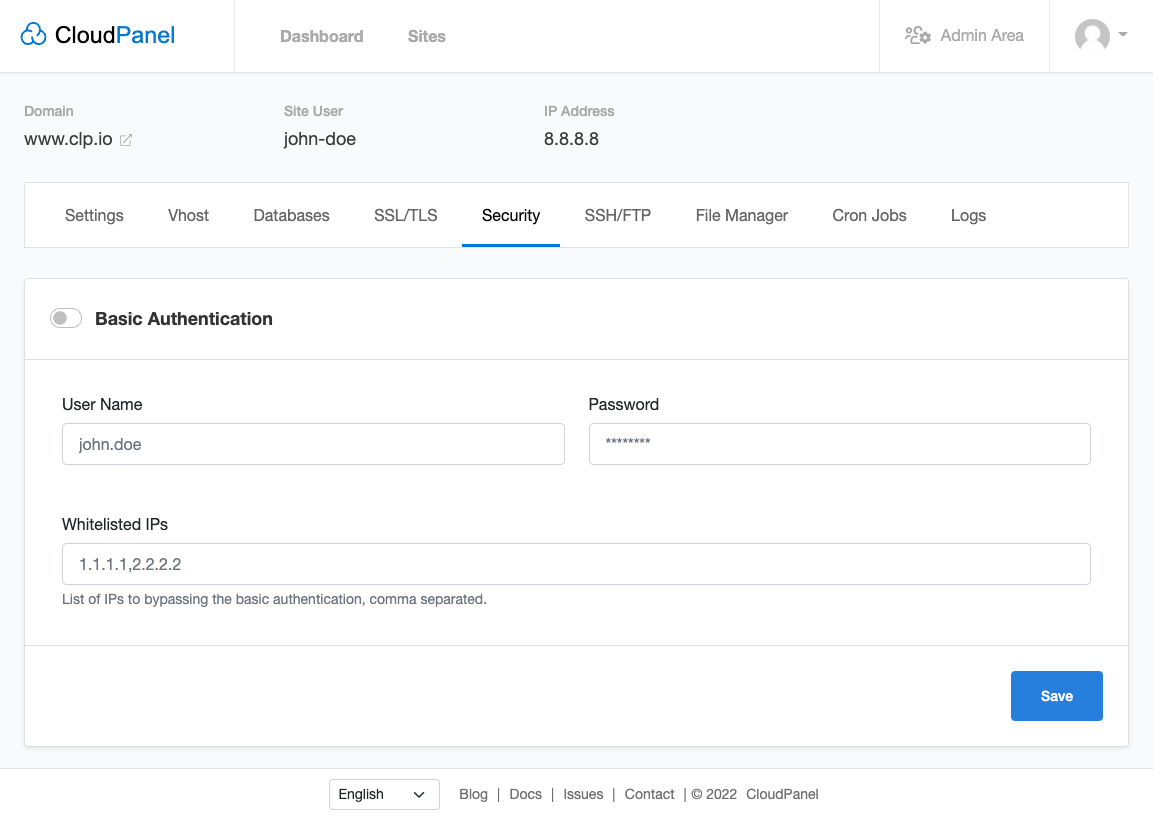 CloudPanel Dashboard Sites Admin Area
Domain Site User IP Address
www.clp.io john-doe 8.8.8.8
Settings Vhost Databases SSL/TLS Security SSH/FTP File Manager Cron Jobs Logs
Basic Authentication
User Name Password
john.doe ********
Whitelisted IPs
1.1.1.1,2.2.2.2
List of IPs to bypassing the basic authentication, comma separated.
Save
English Blog | Docs | Issues | Contact | © 2022 CloudPanel